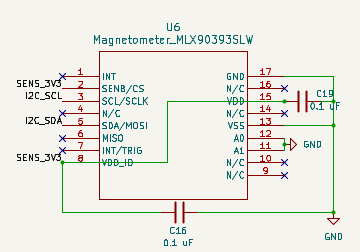 U6
Magnetometer_MLX90393SLW
1 INT GND 17
SENS_3V3 2 SENB/CS N/C 16
I2C_SCL 3 SCL/SCLK VDD 15 C19
4 N/C N/C 14 0.1 uF
I2C_SDA 5 SDA/MOSI VSS 13
6 MISO A0 12
7 INT/TRIG A1 11 GND
SENS_3V3 8 VDD_IO N/C 10
N/C 9
C16
0.1 uF
GND